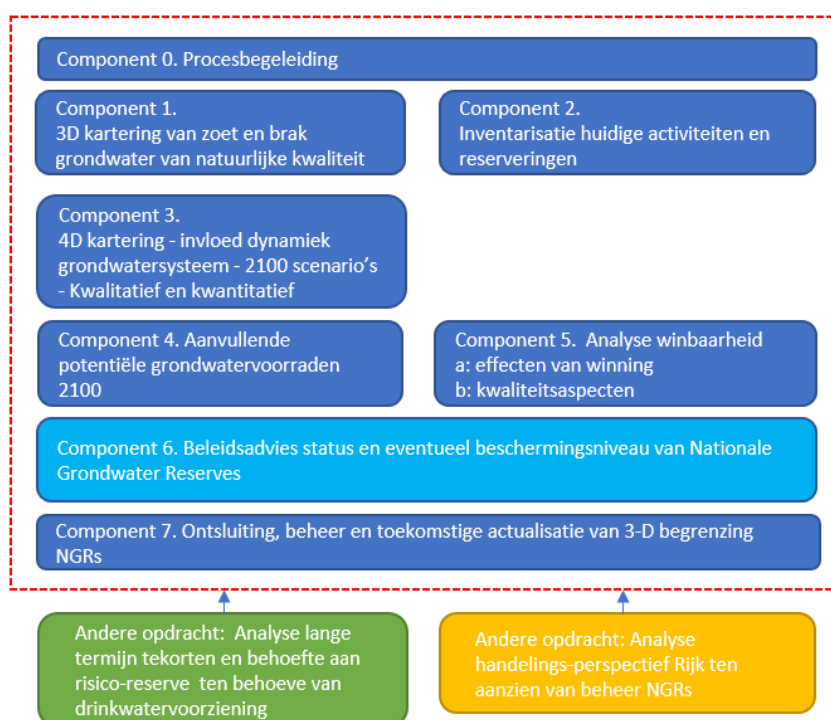 Component 0. Procesbegeleiding
Component 1.
3D kartering van zoet en brak
grondwater van natuurlijke kwaliteit
Component 2.
Inventarisatie huidige activiteiten en
reserveringen
Component 3.
4D kartering - invloed dynamiek
grondwatersysteem - 2100 scenario's
- Kwalitatief en kwantitatief
Component 4. Aanvullende
potentiële grondwatervoorraden
2100
Component 5.  Analyse winbaarheid
a: effecten van winning
b: kwaliteitsaspecten
Component 6. Beleidsadvies status en eventueel beschermingsniveau van Nationale
Grondwater Reserves
Component 7. Ontsluiting, beheer en toekomstige actualisatie van 3-D begrenzing
NGRs
Andere opdracht:  Analyse lange
termijn tekorten en behoefte aan
risico-reserve  ten behoeve van
drinkwatervoorziening
Andere opdracht: Analyse
handelings-perspectief Rijk ten
aanzien van beheer NGRs